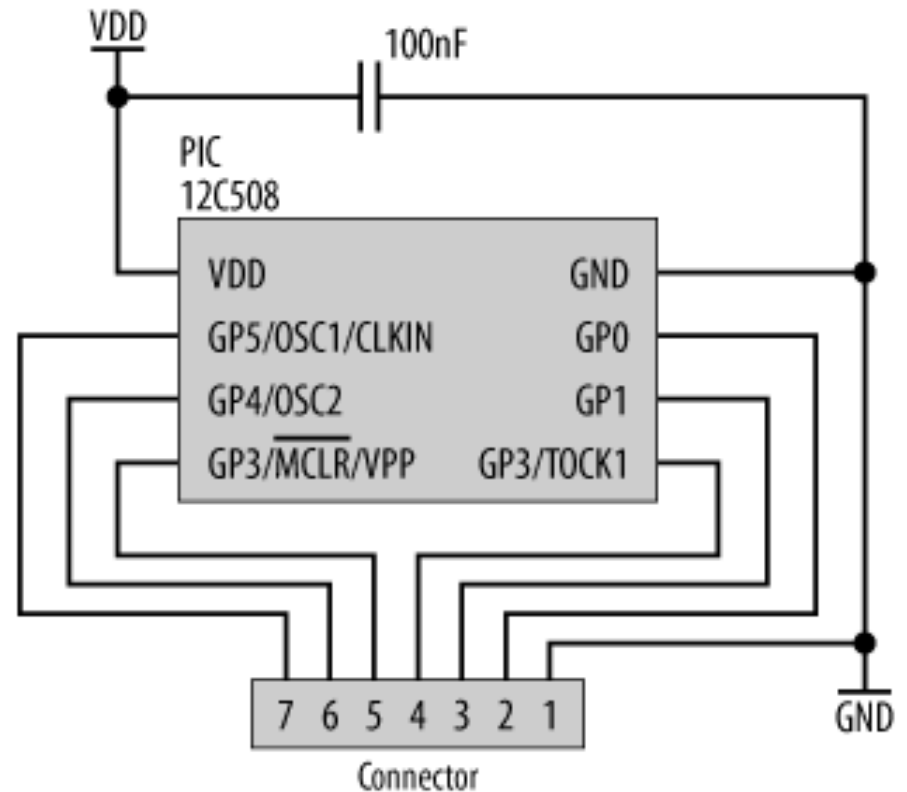 VDD
100nF
PIC
12C508
VDD GND
GP5/OSC1/CLKIN GP0
GP4/OSC2 GP1
GP3/MCLR/VPP GP3/TOCK1
7 6 5 4 3 2 1
GND
Connector